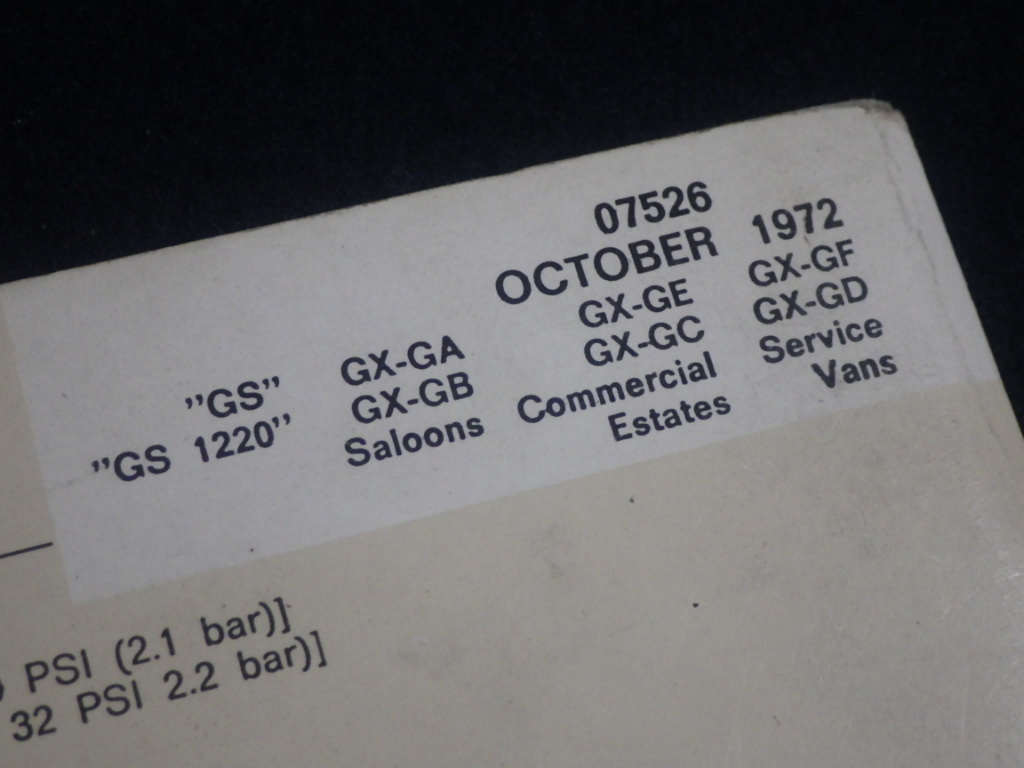 07526
OCTOBER 1972
"GS" GX-GA GX-GE GX-GF
"GS 1220" GX-GB GX-GC GX-GD
Saloons Commercial Service
Estates Vans
PSI (2.1 bar)]
32 PSI 2.2 bar)]